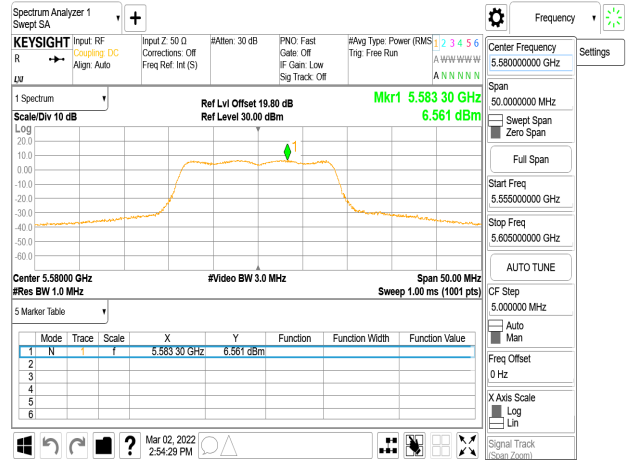 Spectrum Analyzer 1
Swept SA
Frequency
Settings
KEYSIGHT
R
Input: RF
Coupling: DC
Align: Auto
Input Z: 50 Ω
Corrections: Off
Freq Ref: Int (S)
#Atten: 30 dB
PNO: Fast
Gate: Off
IF Gain: Low
Sig Track: Off
#Avg Type: Power (RMS
Trig: Free Run
1 2 3 4 5 6
A W W W W W
A N N N N N
1 Spectrum
Scale/Div 10 dB
Ref Lvl Offset 19.80 dB
Ref Level 30.00 dBm
Mkr1 5.583 30 GHz
6.561 dBm
Log
20.0
10.0
0.00
-10.0
-20.0
-30.0
-40.0
-50.0
-60.0
1
Center 5.58000 GHz
#Res BW 1.0 MHz
#Video BW 3.0 MHz
Span 50.00 MHz
Sweep 1.00 ms (1001 pts)
5 Marker Table
Mode Trace Scale X Y Function Function Width Function Value
1 N 1 f 5.583 30 GHz 6.561 dBm
2
3
4
5
6
Mar 02, 2022
2:54:29 PM
?
Center Frequency
5.580000000 GHz
Span
50.0000000 MHz
Swept Span
Zero Span
Full Span
Start Freq
5.555000000 GHz
Stop Freq
5.605000000 GHz
AUTO TUNE
CF Step
5.000000 MHz
Auto
Man
Freq Offset
0 Hz
X Axis Scale
Log
Lin
Signal Track
(Span Zoom)